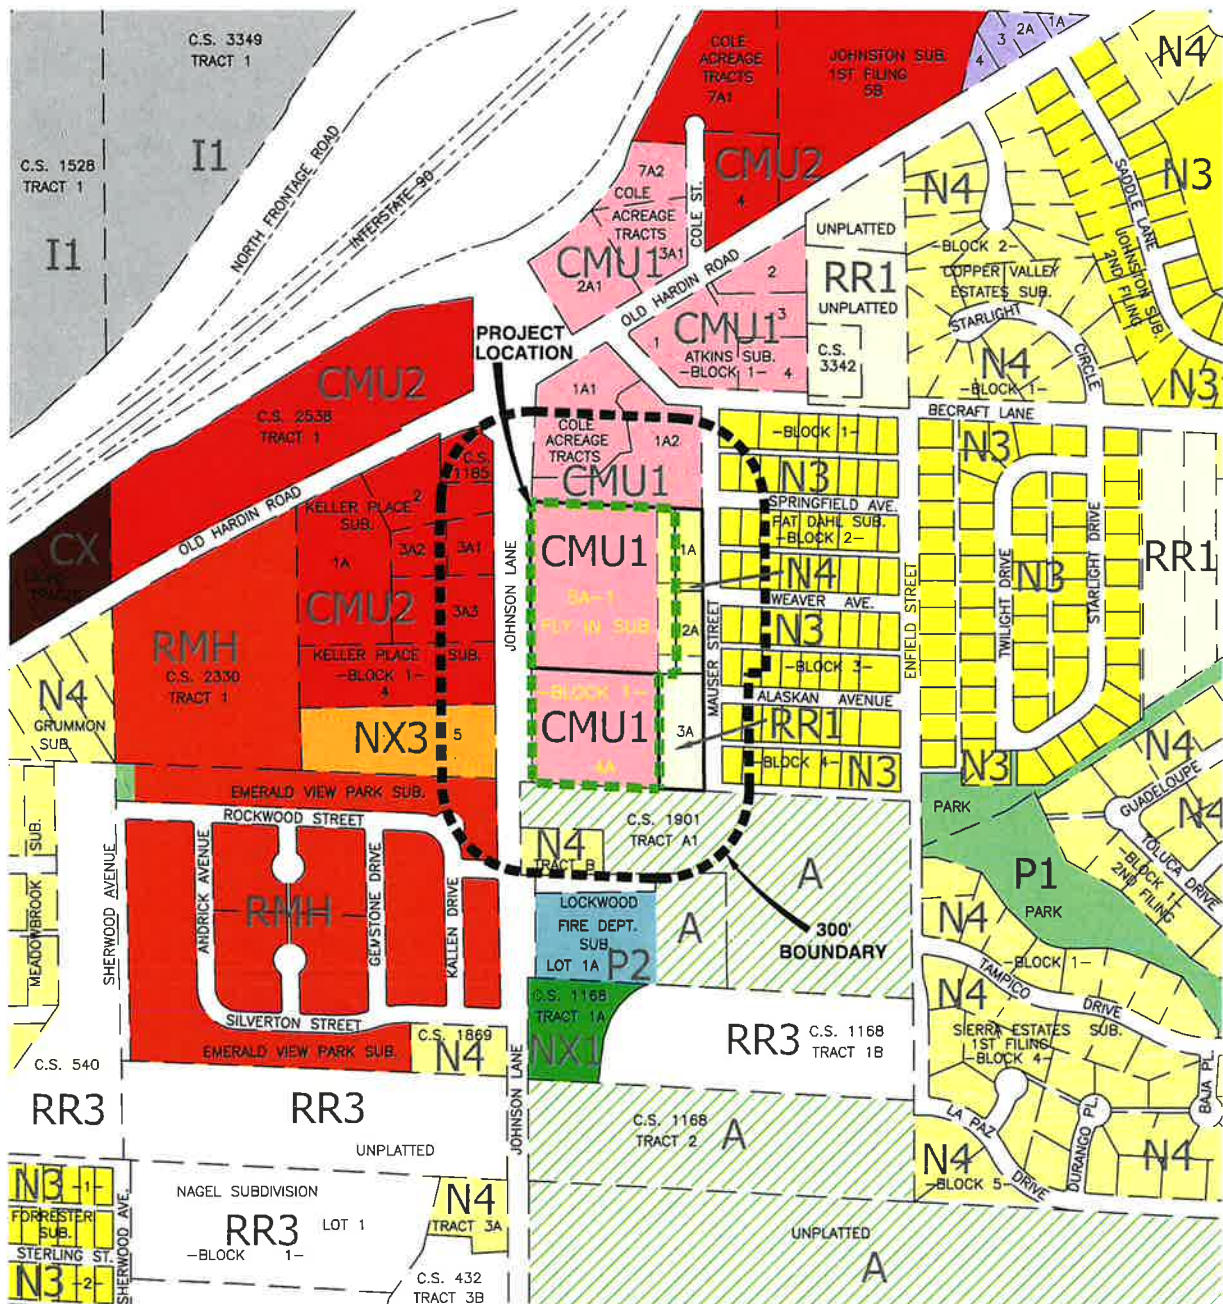 C.S. 3349
TRACT 1
I1
C.S. 1528
TRACT 1
I1
NORTH FRONTAGE ROAD
INTERSTATE 90
COLE
ACREAGE
TRACTS
7A1
JOHNSTON SUB.
1ST FILING
5B
4
3
2A
1A
N4
CMU2
4
COLE ST.
7A2
COLE
ACREAGE
TRACTS
3A1
CMU1
2A1
OLD HARDIN ROAD
2
CMU1
3
1
ATKINS SUB.
-BLOCK 1-
4
UNPLATTED
RR1
UNPLATTED
C.S.
3342
N4
-BLOCK 2-
COPPER VALLEY
ESTATES SUB.
STARLIGHT
CIRCLE
N4
-BLOCK 1-
SADDLE LANE
JOHNSTON SUB.
2ND FILING
N3
N3
BECRAFT LANE
PROJECT
LOCATION
CMU2
C.S. 2538
TRACT 1
1A1
COLE
ACREAGE
TRACTS
1A2
CMU1
C.S.
1185
OLD HARDIN ROAD
KELLER PLACE
SUB.
2
1A
3A2
3A1
3A3
CMU2
KELLER PLACE SUB.
-BLOCK 1-
4
CX
RMH
C.S. 2330
TRACT 1
N4
GRUMMON
SUB.
NX3
5
JOHNSON LANE
CMU1
5A-1
FLY IN SUB
-BLOCK 1-
CMU1
4A
1A
2A
3A
MAUSER STREET
-BLOCK 1-
N3
SPRINGFIELD AVE.
PAT DAHL SUB.
-BLOCK 2-
N4
WEAVER AVE.
N3
-BLOCK 3-
ALASKAN AVENUE
RR1
-BLOCK 4-
N3
ENFIELD STREET
N3
TWILIGHT DRIVE
N3
STARLIGHT DRIVE
N3
RR1
EMERALD VIEW PARK SUB.
ROCKWOOD STREET
ANDRICK AVENUE
GEMSTONE DRIVE
KALLEN DRIVE
RMH
SILVERTON STREET
EMERALD VIEW PARK SUB.
MEADOWBROOK SUB.
SHERWOOD AVENUE
C.S. 1901
TRACT A1
N4
TRACT B
A
LOCKWOOD
FIRE DEPT.
SUB.
LOT 1A
P2
A
300'
BOUNDARY
PARK
P1
PARK
N4
GUADELOUPE
N4
TOLUCA DRIVE
-BLOCK 1-
2ND FILING
N4
-BLOCK 1-
TAMPICO
DRIVE
N4
SIERRA ESTATES SUB.
1ST FILING
-BLOCK 4-
BAJA PL.
LA PAZ
DRIVE
DURANGO PL.
N4
N4
-BLOCK 5-
C.S. 1168
TRACT 1A
NX1
RR3
C.S. 1168
TRACT 1B
C.S. 1869
N4
C.S. 540
RR3
RR3
UNPLATTED
JOHNSON LANE
C.S. 1168
TRACT 2
A
N3
-1-
FORRESTER
SUB.
STERLING ST.
N3
-2-
SHERWOOD AVE.
NAGEL SUBDIVISION
RR3
LOT 1
-BLOCK 1-
N4
TRACT 3A
C.S. 432
TRACT 3B
UNPLATTED
A